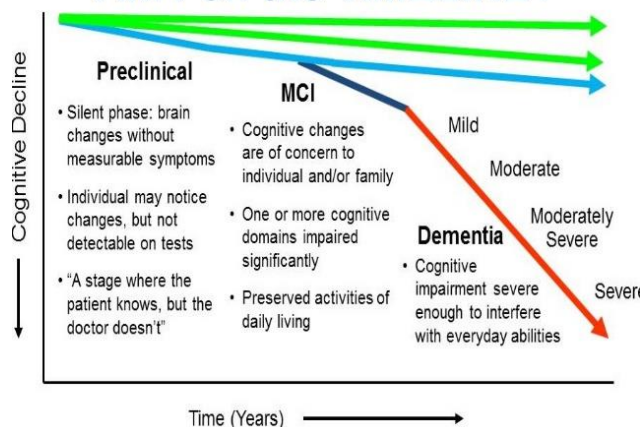 Cognitive Decline
Preclinical
• Silent phase: brain
changes without
measurable symptoms
• Individual may notice
changes, but not
detectable on tests
• "A stage where the
patient knows, but the
doctor doesn't"
MCI
• Cognitive changes
are of concern to
individual and/or family
• One or more cognitive
domains impaired
significantly
• Preserved activities of
daily living
Dementia
• Cognitive
impairment severe
enough to interfere
with everyday abilities
Mild
Moderate
Moderately
Severe
Severe
Time (Years)